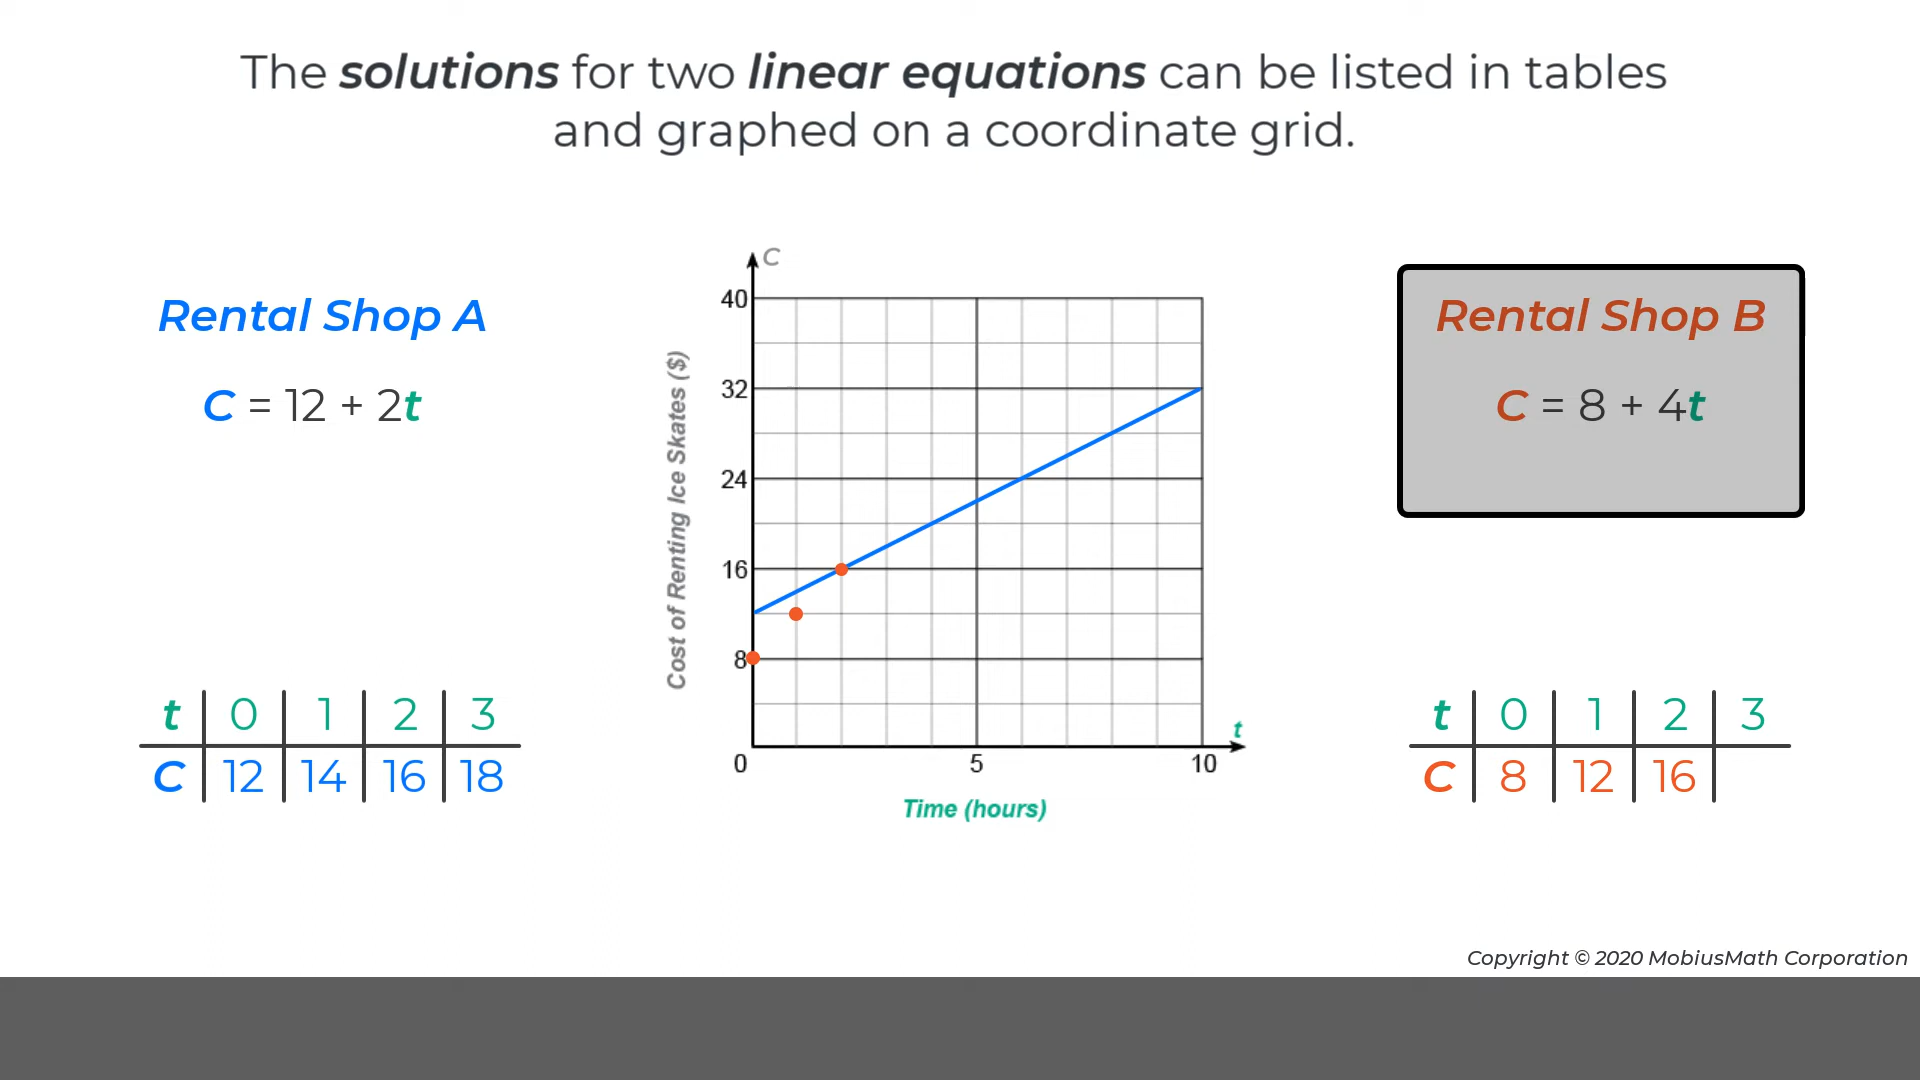 The solutions for two linear equations can be listed in tables
and graphed on a coordinate grid.
Rental Shop A
C = 12 + 2t
t 0 1 2 3
C 12 14 16 18
C
40
32
24
16
8
0
5
10
t
Cost of Renting Ice Skates ($)
Time (hours)
Rental Shop B
C = 8 + 4t
t 0 1 2 3
C 8 12 16
Copyright © 2020 MobiusMath Corporation